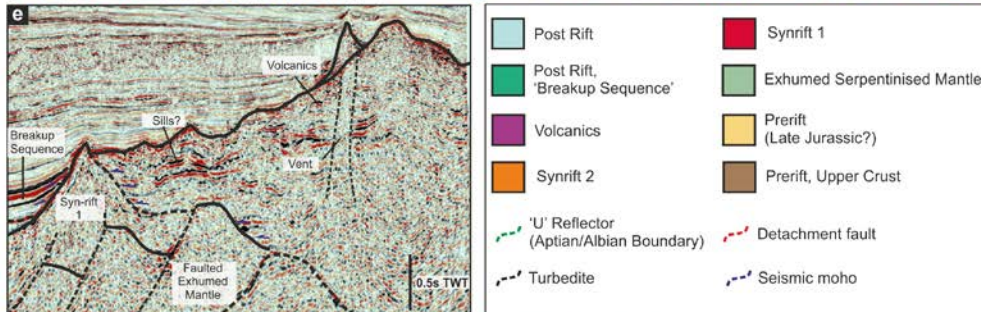 e
Volcanics
Sills?
Breakup
Sequence
Vent
Syn-rift
1
Faulted
Exhumed
Mantle
0.5s TWT
Post Rift
Post Rift,
'Breakup Sequence'
Volcanics
Synrift 2
'U' Reflector
(Aptian/Albian Boundary)
Turbedite
Synrift 1
Exhumed Serpentinised Mantle
Prerift
(Late Jurassic?)
Prerift, Upper Crust
Detachment fault
Seismic moho